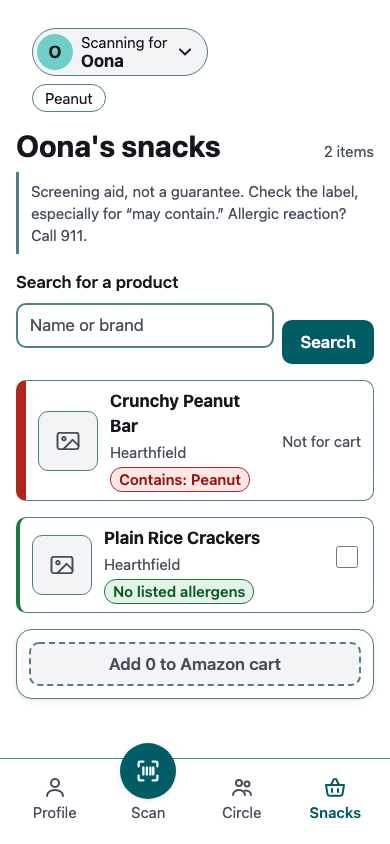 O
Scanning for
Oona
Peanut
Oona's snacks
2 items
Screening aid, not a guarantee. Check the label,
especially for “may contain.” Allergic reaction?
Call 911.
Search for a product
Name or brand
Search
Crunchy Peanut
Bar
Hearthfield
Contains: Peanut
Not for cart
Plain Rice Crackers
Hearthfield
No listed allergens
Add 0 to Amazon cart
Profile
Scan
Circle
Snacks